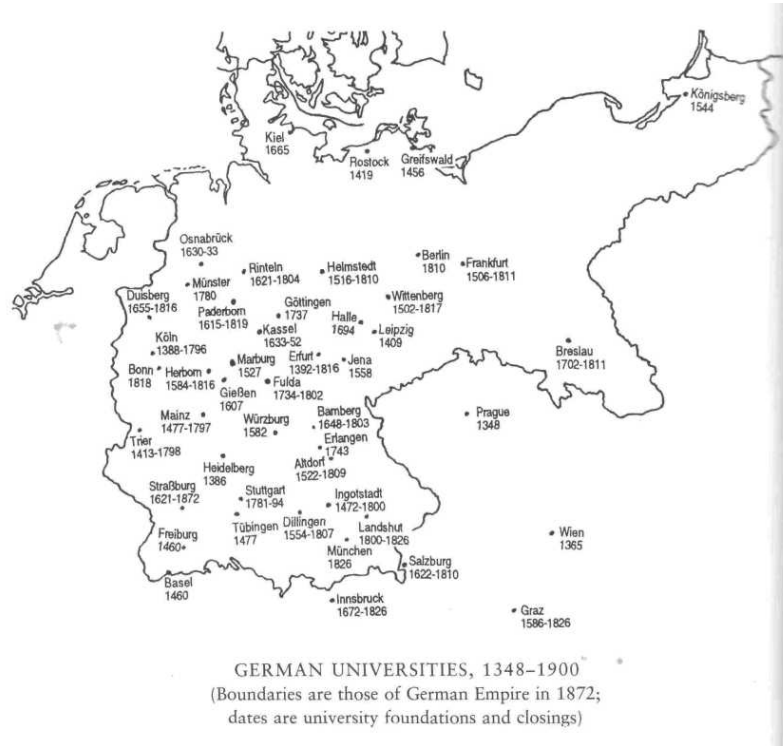 Königsberg
1544
Kiel
1665
Rostock
1419
Greifswald
1456
Osnabrück
1630-33
Berlin
1810
Frankfurt
1506-1811
Rinteln
1621-1804
Helmstedt
1516-1810
Münster
1780
Duisberg
1655-1816
Paderborn
1615-1819
Göttingen
1737
Wittenberg
1502-1817
Halle
1694
Leipzig
1409
Kassel
1633-52
Köln
1388-1796
Breslau
1702-1811
Bonn
1818
Herborn
1584-1816
Marburg
1527
Erfurt
1392-1816
Jena
1558
Gießen
1607
Fulda
1734-1802
Mainz
1477-1797
Würzburg
1582
Bamberg
1648-1803
Prague
1348
Trier
1413-1798
Erlangen
1743
Heidelberg
1386
Altdorf
1522-1809
Straßburg
1621-1872
Stuttgart
1781-94
Ingotstadt
1472-1800
Tübingen
1477
Dillingen
1554-1807
Landshut
1800-1826
Freiburg
1460
München
1826
Wien
1365
Salzburg
1622-1810
Basel
1460
Innsbruck
1672-1826
Graz
1586-1826
GERMAN UNIVERSITIES, 1348–1900
(Boundaries are those of German Empire in 1872;
dates are university foundations and closings)